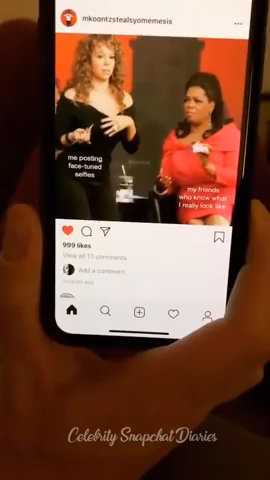 mkoontzstealsyomemesis
me posting
face-tuned
selfies
my friends
who know what
I really look like
999 likes
View all 13 comments
Add a comment...
Celebrity Snapchat Diaries